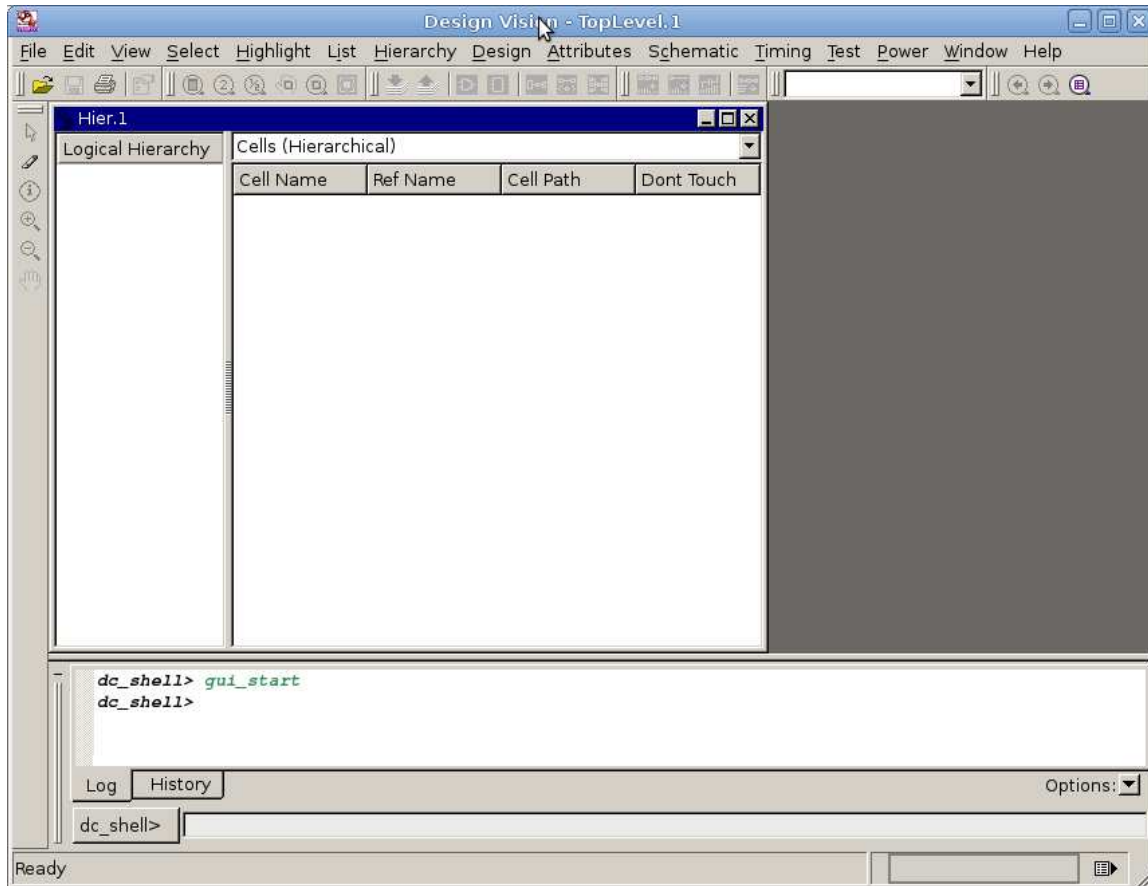 Design Vision - TopLevel.1
File Edit View Select Highlight List Hierarchy Design Attributes Schematic Timing Test Power Window Help
Hier.1
Logical Hierarchy
Cells (Hierarchical)
Cell Name Ref Name Cell Path Dont Touch
dc_shell> gui_start
dc_shell>
Log History Options:
dc_shell>
Ready